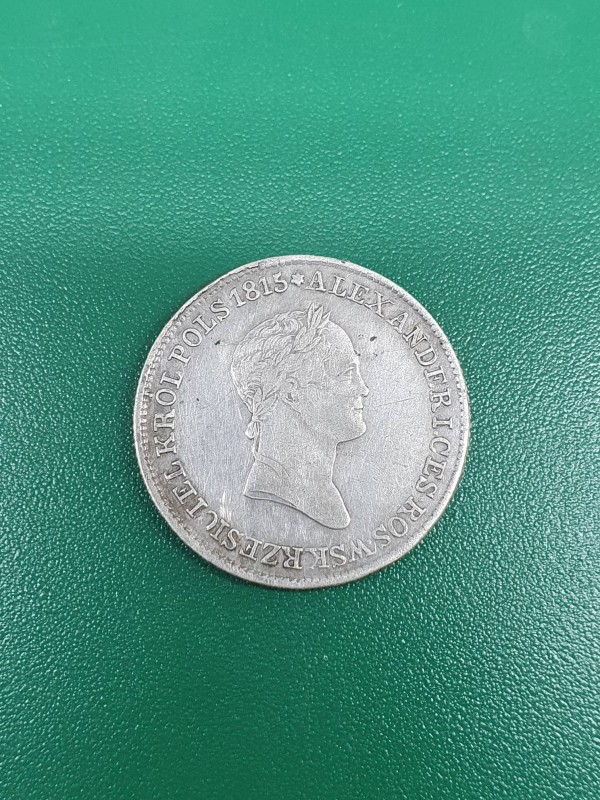 ALEXANDER I CES. ROS. WSKRZESICIEL KROL. POLS. 1815